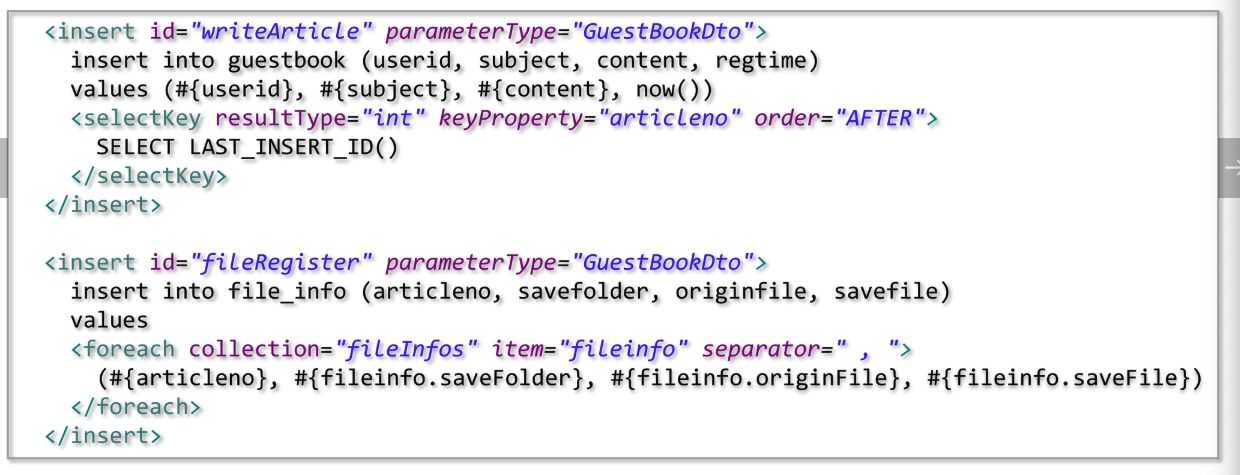 <insert id="writeArticle" parameterType="GuestBookDto">
insert into guestbook (userid, subject, content, regtime)
values (#{userid}, #{subject}, #{content}, now())
<selectKey resultType="int" keyProperty="articleno" order="AFTER">
SELECT LAST_INSERT_ID()
</selectKey>
</insert>
<insert id="fileRegister" parameterType="GuestBookDto">
insert into file_info (articleno, savefolder, originfile, savefile)
values
<foreach collection="fileInfos" item="fileinfo" separator=" , ">
(#{articleno}, #{fileinfo.saveFolder}, #{fileinfo.originFile}, #{fileinfo.saveFile})
</foreach>
</insert>